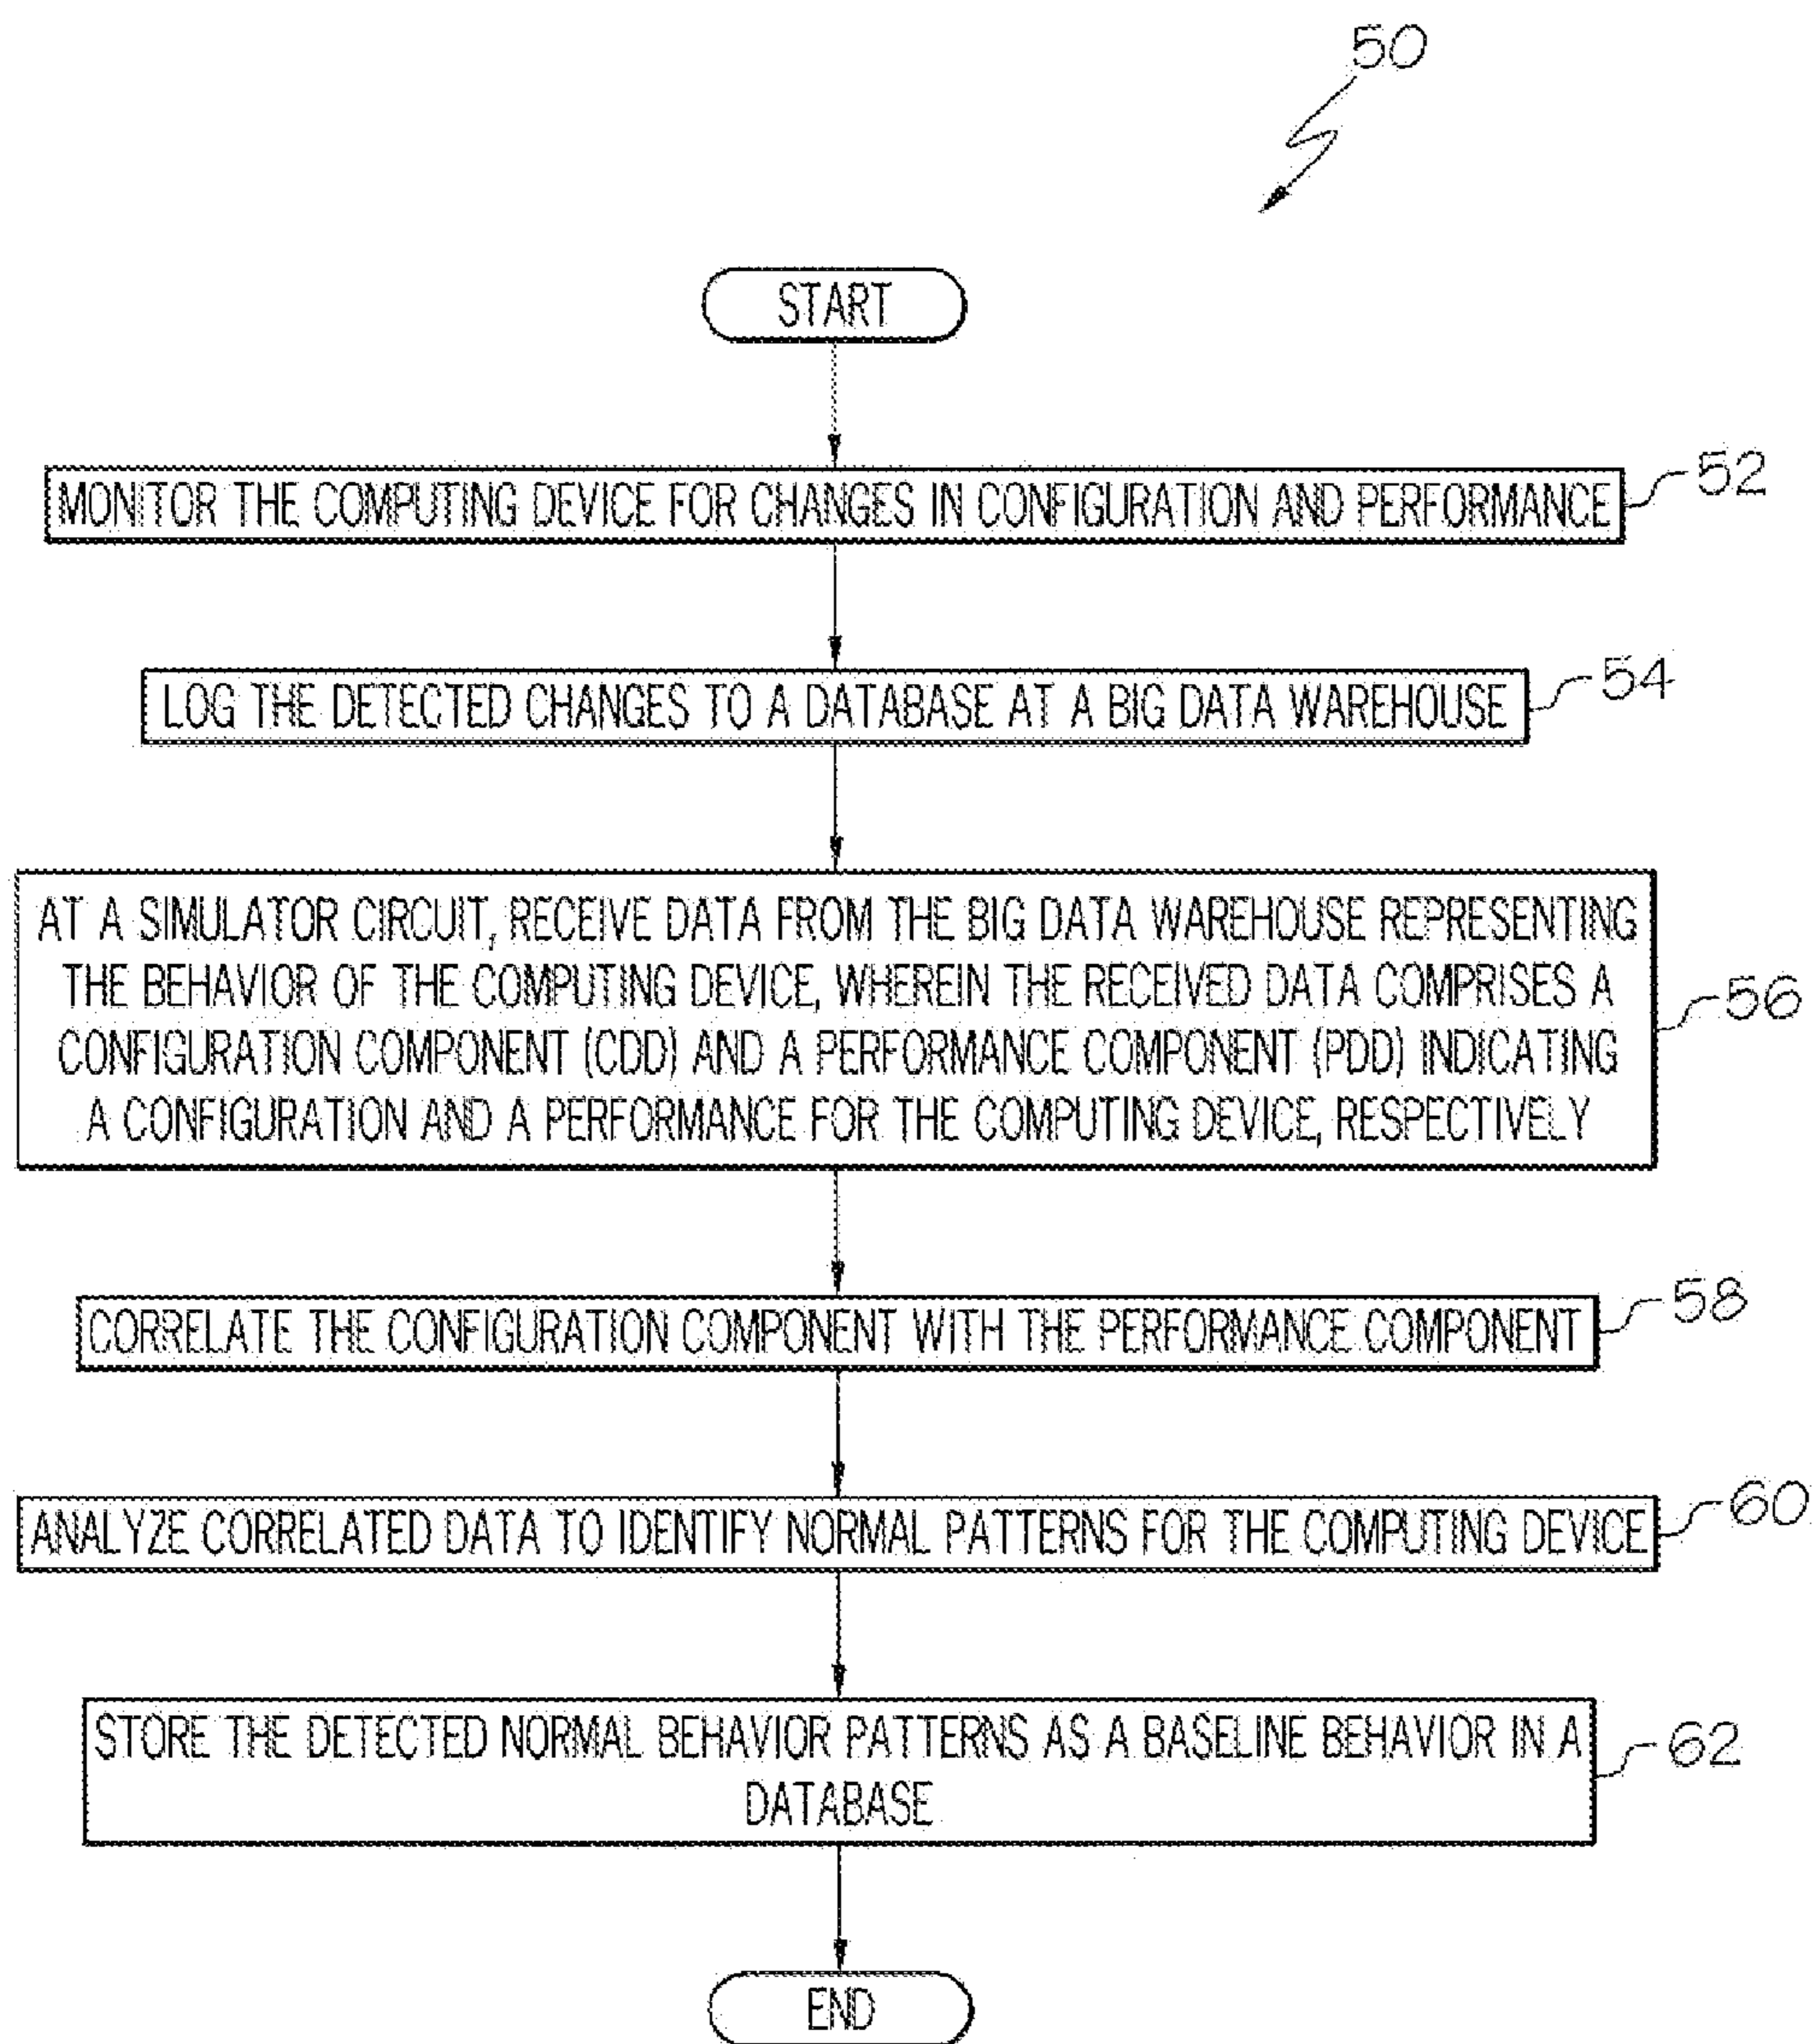 50
START
MONITOR THE COMPUTING DEVICE FOR CHANGES IN CONFIGURATION AND PERFORMANCE
52
LOG THE DETECTED CHANGES TO A DATABASE AT A BIG DATA WAREHOUSE
54
AT A SIMULATOR CIRCUIT, RECEIVE DATA FROM THE BIG DATA WAREHOUSE REPRESENTING
THE BEHAVIOR OF THE COMPUTING DEVICE, WHEREIN THE RECEIVED DATA COMPRISES A
CONFIGURATION COMPONENT (CDD) AND A PERFORMANCE COMPONENT (PDD) INDICATING
A CONFIGURATION AND A PERFORMANCE FOR THE COMPUTING DEVICE, RESPECTIVELY
56
CORRELATE THE CONFIGURATION COMPONENT WITH THE PERFORMANCE COMPONENT
58
ANALYZE CORRELATED DATA TO IDENTIFY NORMAL PATTERNS FOR THE COMPUTING DEVICE
60
STORE THE DETECTED NORMAL BEHAVIOR PATTERNS AS A BASELINE BEHAVIOR IN A
DATABASE
62
END